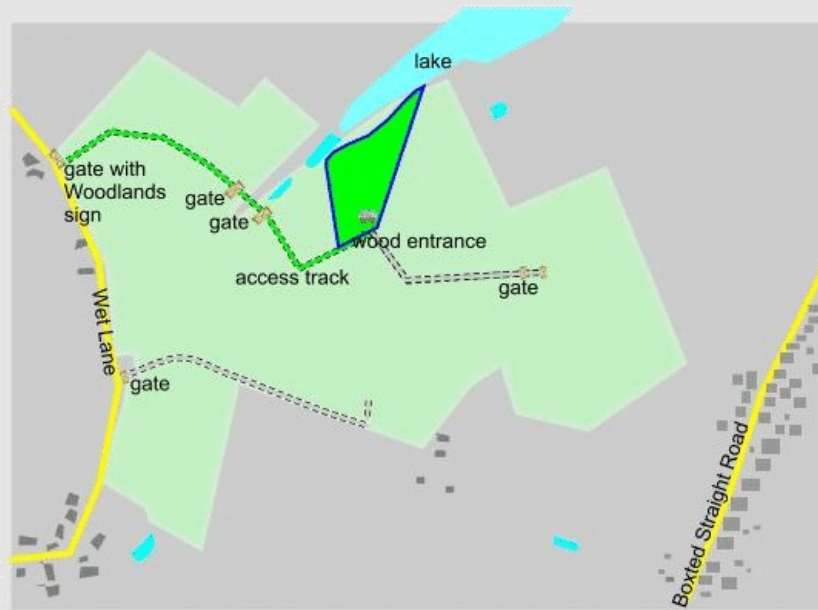 lake
gate with
Woodlands
sign
gate
gate
wood entrance
access track
gate
Wet Lane
gate
Boxted Straight Road